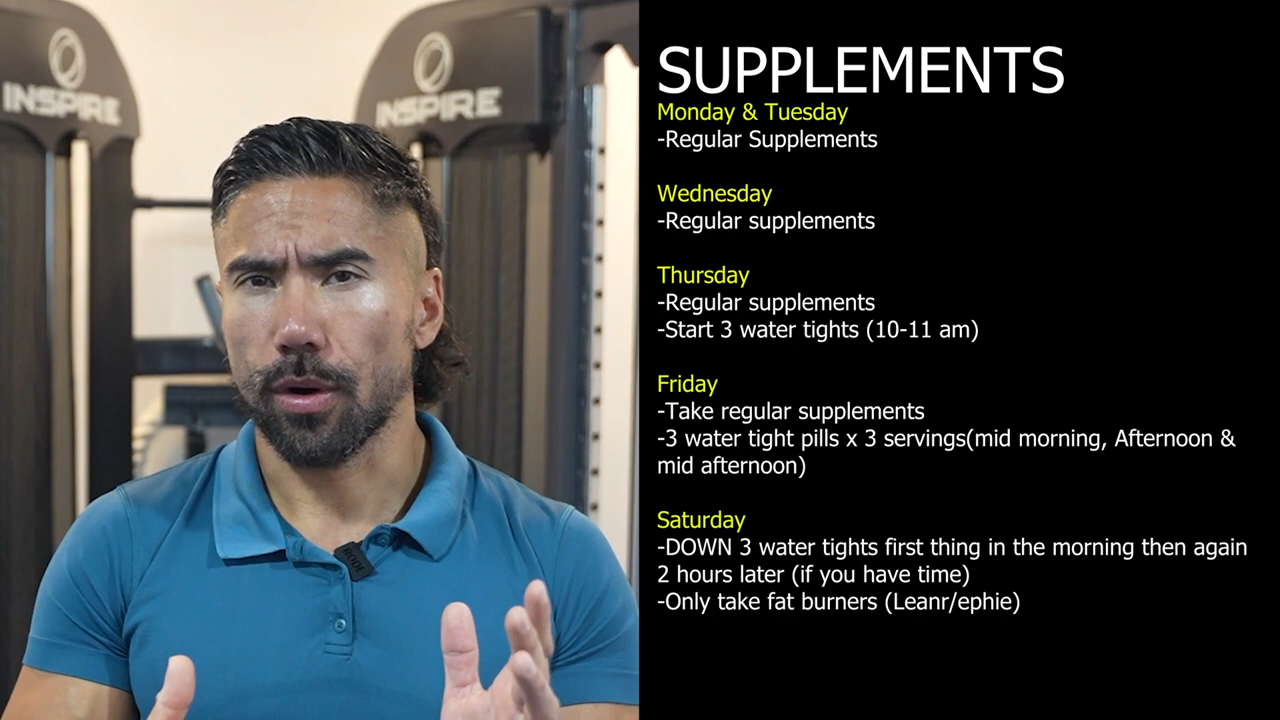 INSPIRE
INSPIRE
SUPPLEMENTS
Monday & Tuesday
-Regular Supplements
Wednesday
-Regular supplements
Thursday
-Regular supplements
-Start 3 water tights (10-11 am)
Friday
-Take regular supplements
-3 water tight pills x 3 servings(mid morning, Afternoon &
mid afternoon)
Saturday
-DOWN 3 water tights first thing in the morning then again
2 hours later (if you have time)
-Only take fat burners (Leanr/ephie)